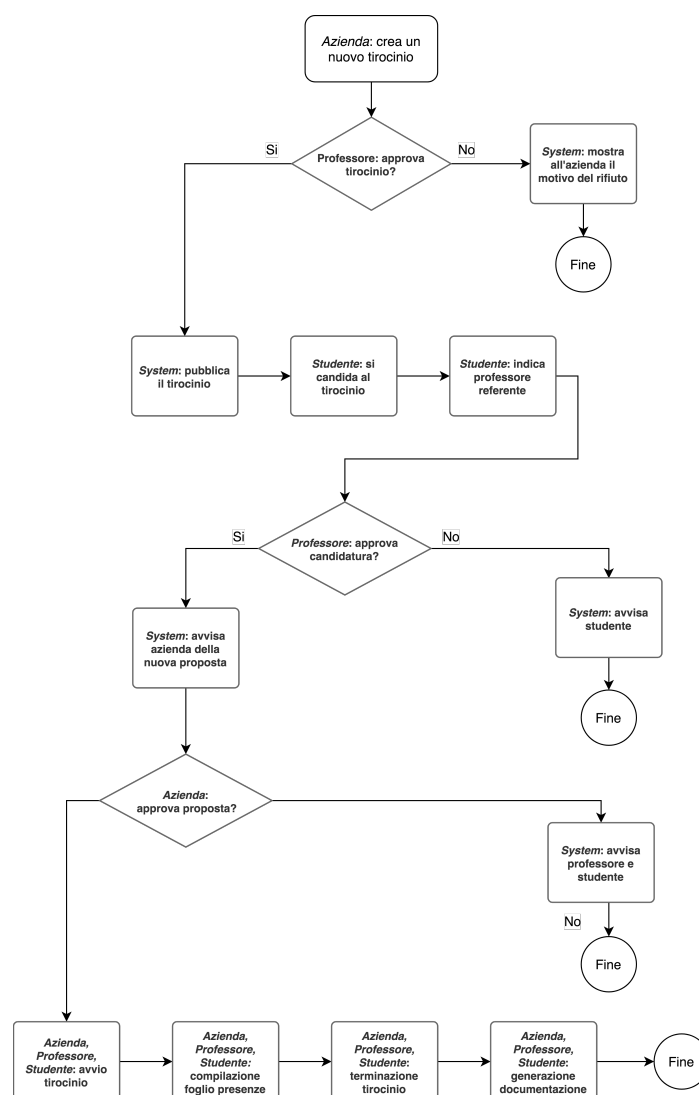 Azienda: crea un
nuovo tirocinio
Si
Professore: approva
tirocinio?
No
System: mostra
all'azienda il
motivo del rifiuto
Fine
System: pubblica
il tirocinio
Studente: si
candida al
tirocinio
Studente: indica
professore
referente
Si
Professore: approva
candidatura?
No
System: avvisa
azienda della
nuova proposta
System: avvisa
studente
Fine
Azienda:
approva proposta?
System: avvisa
professore e
studente
No
Fine
Azienda,
Professore,
Studente: avvio
tirocinio
Azienda,
Professore,
Studente:
compilazione
foglio presenze
Azienda,
Professore,
Studente:
terminazione
tirocinio
Azienda,
Professore,
Studente:
generazione
documentazione
Fine